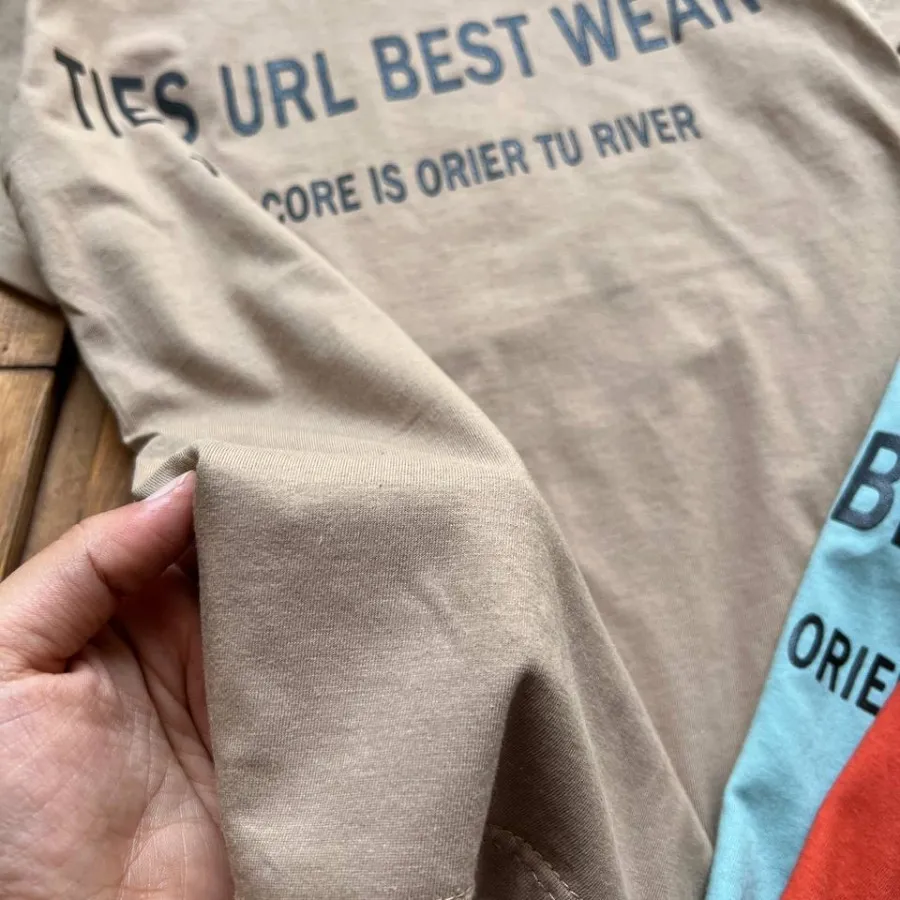 TIES URL BEST WEAR
CORE IS ORIER TU RIVER
B
ORIE